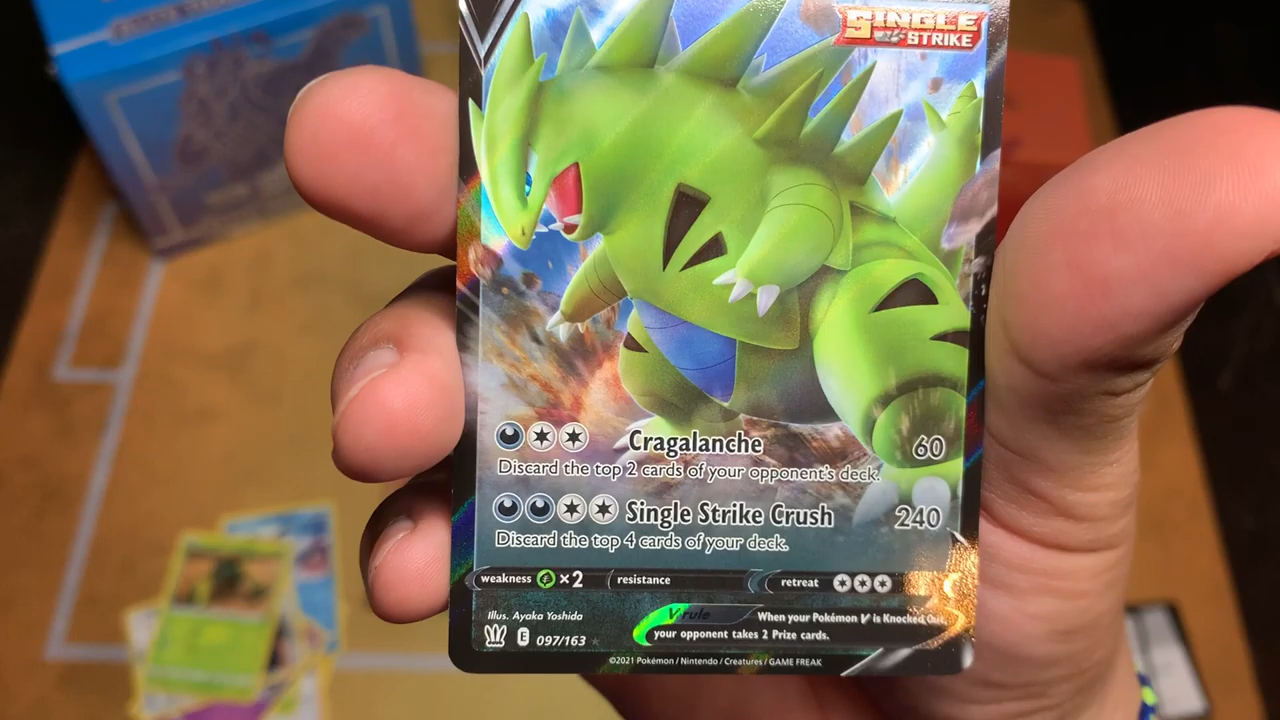 SINGLE
STRIKE
Cragalanche 60
Discard the top 2 cards of your opponent's deck.
Single Strike Crush 240
Discard the top 4 cards of your deck.
weakness ×2 resistance retreat
Illus. Ayaka Yoshida
V rule When your Pokémon V is Knocked Out,
your opponent takes 2 Prize cards.
E 097/163 ★
©2021 Pokémon / Nintendo / Creatures / GAME FREAK